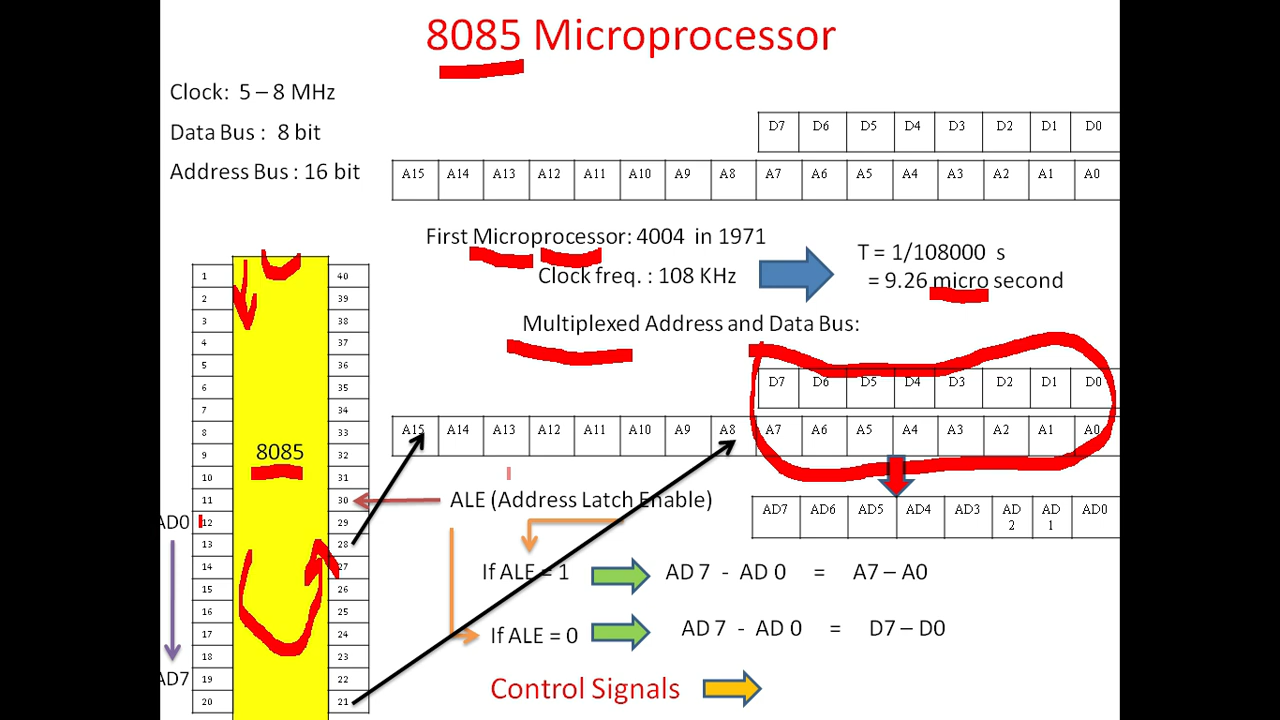 8085 Microprocessor
Clock: 5 – 8 MHz
Data Bus : 8 bit
Address Bus : 16 bit
D7 D6 D5 D4 D3 D2 D1 D0
A15 A14 A13 A12 A11 A10 A9 A8 A7 A6 A5 A4 A3 A2 A1 A0
First Microprocessor: 4004 in 1971
Clock freq. : 108 KHz
T = 1/108000 s
= 9.26 micro second
Multiplexed Address and Data Bus:
D7 D6 D5 D4 D3 D2 D1 D0
A15 A14 A13 A12 A11 A10 A9 A8 A7 A6 A5 A4 A3 A2 A1 A0
AD7 AD6 AD5 AD4 AD3 AD2 AD1 AD0
ALE (Address Latch Enable)
If ALE = 1 AD 7 - AD 0 = A7 – A0
If ALE = 0 AD 7 - AD 0 = D7 – D0
Control Signals
1 40
2 39
3 38
4 37
5 36
6 35
7 34
8 33
8085
9 32
10 31
11 30
AD0 12 29
13 28
14 27
15 26
16 25
17 24
18 23
AD7 19 22
20 21